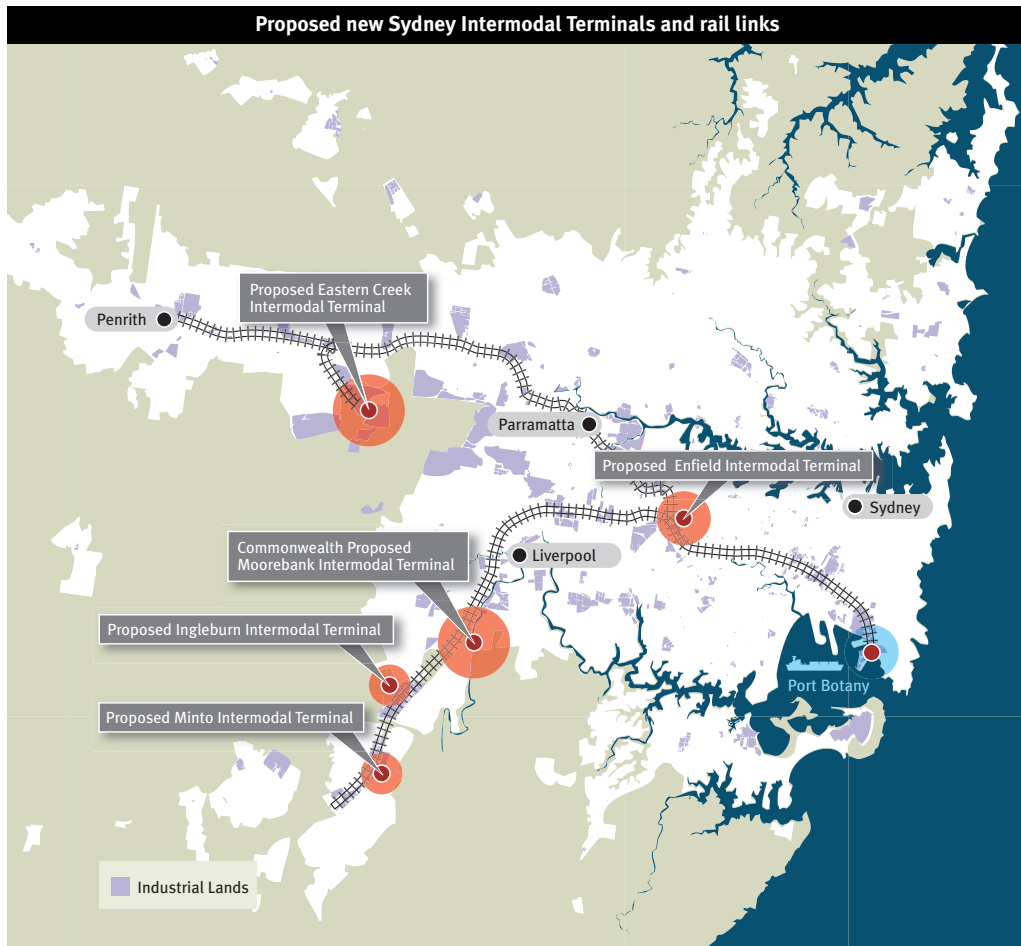 Proposed new Sydney Intermodal Terminals and rail links
Proposed Eastern Creek
Intermodal Terminal
Penrith
Parramatta
Proposed Enfield Intermodal Terminal
Sydney
Commonwealth Proposed
Moorebank Intermodal Terminal
Liverpool
Proposed Ingleburn Intermodal Terminal
Port Botany
Proposed Minto Intermodal Terminal
Industrial Lands